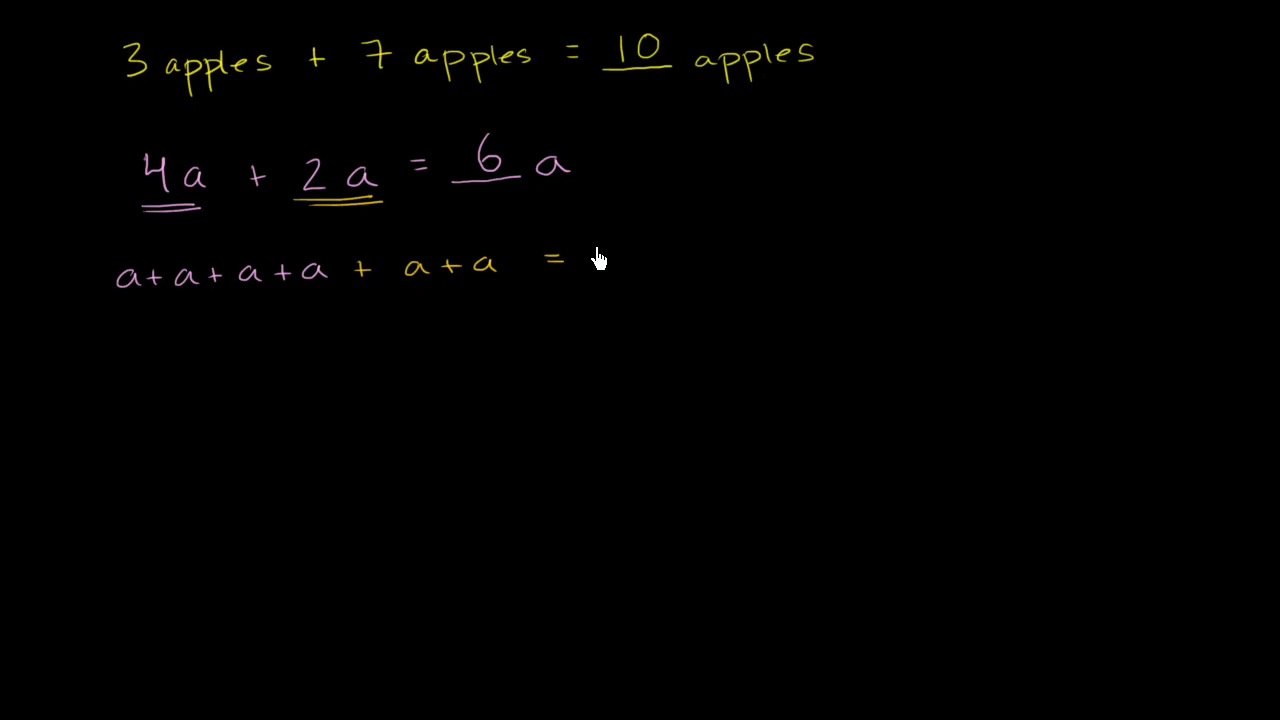 3 apples + 7 apples = 10 apples
4a + 2a = 6 a
a+a+a+a + a+a =